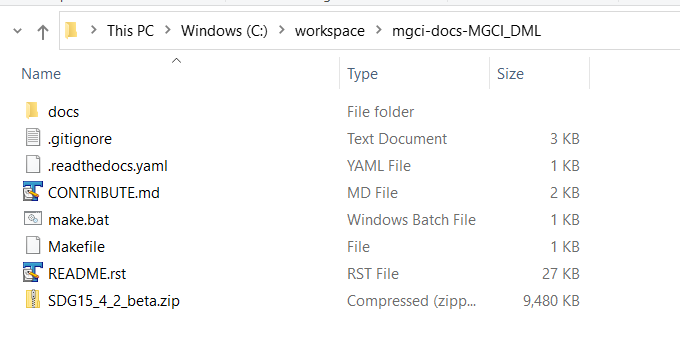 This PC > Windows (C:) > workspace > mgci-docs-MGCI_DML
Name Type Size
docs File folder
.gitignore Text Document 3 KB
.readthedocs.yaml YAML File 1 KB
CONTRIBUTE.md MD File 2 KB
make.bat Windows Batch File 1 KB
Makefile File 1 KB
README.rst RST File 27 KB
SDG15_4_2_beta.zip Compressed (zipp... 9,480 KB